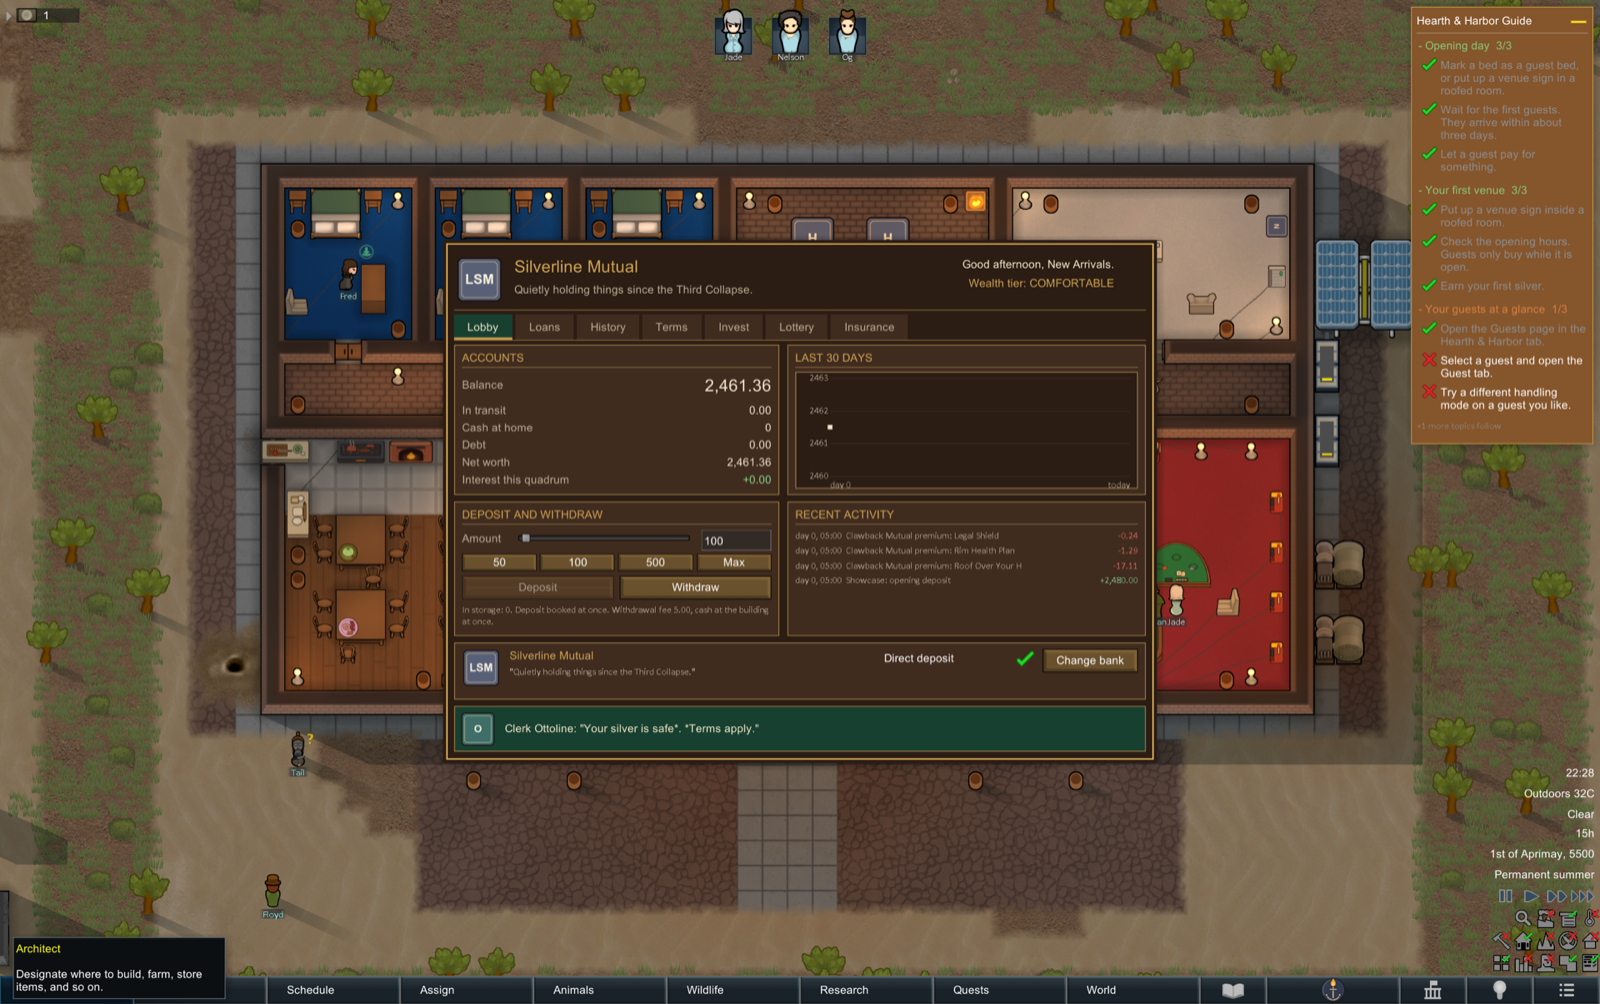 1
Jade
Nelson
Og
Hearth & Harbor Guide
- Opening day 3/3
Mark a bed as a guest bed,
or put up a venue sign in a
roofed room.
Wait for the first guests.
They arrive within about
three days.
Let a guest pay for
something.
- Your first venue 3/3
Put up a venue sign inside a
roofed room.
Check the opening hours.
Guests only buy while it is
open.
Earn your first silver.
- Your guests at a glance 1/3
Open the Guests page in the
Hearth & Harbor tab.
Select a guest and open the
Guest tab.
Try a different handling
mode on a guest you like.
+1 more topics follow
H
H
z
Fred
LSM
Silverline Mutual
Quietly holding things since the Third Collapse.
Good afternoon, New Arrivals.
Wealth tier: COMFORTABLE
Lobby
Loans
History
Terms
Invest
Lottery
Insurance
ACCOUNTS
Balance 2,461.36
In transit 0.00
Cash at home 0
Debt 0.00
Net worth 2,461.36
Interest this quadrum +0.00
LAST 30 DAYS
2463
2462
2461
2460
day 0
today
DEPOSIT AND WITHDRAW
Amount 100
50
100
500
Max
Deposit
Withdraw
In storage: 0. Deposit booked at once. Withdrawal fee 5.00, cash at the building
at once.
RECENT ACTIVITY
day 0, 05:00 Clawback Mutual premium: Legal Shield -0.24
day 0, 05:00 Clawback Mutual premium: Rim Health Plan -1.29
day 0, 05:00 Clawback Mutual premium: Roof Over Your H -17.11
day 0, 05:00 Showcase: opening deposit +2,480.00
LSM
Silverline Mutual
"Quietly holding things since the Third Collapse."
Direct deposit
Change bank
O
Clerk Ottoline: "Your silver is safe*. *Terms apply."
anJade
?
Tail
Floyd
22:28
Outdoors 32C
Clear
15h
1st of Aprimay, 5500
Permanent summer
Architect
Designate where to build, farm, store
items, and so on.
Schedule
Assign
Animals
Wildlife
Research
Quests
World